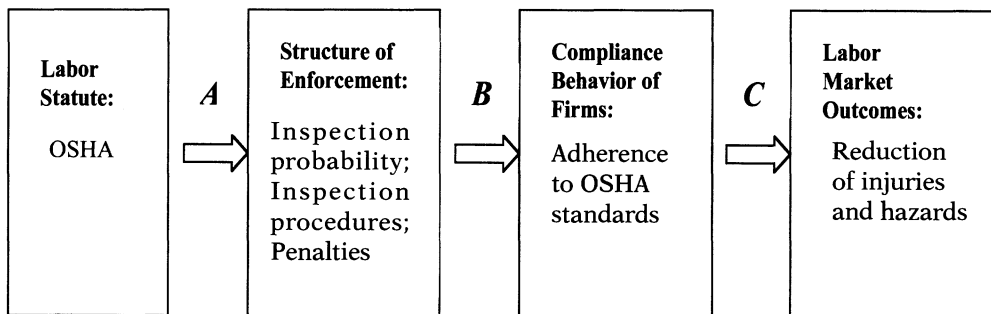 Labor
Statute:
OSHA
A
Structure of
Enforcement:
Inspection
probability;
Inspection
procedures;
Penalties
B
Compliance
Behavior of
Firms:
Adherence
to OSHA
standards
C
Labor
Market
Outcomes:
Reduction
of injuries
and hazards